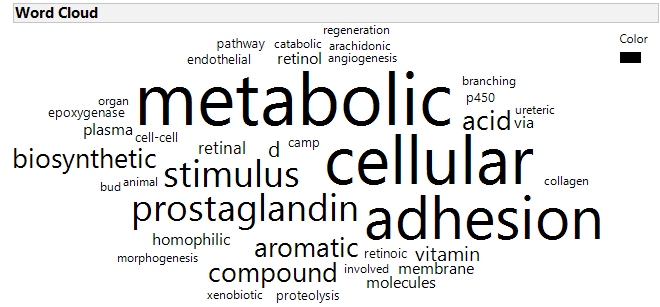 Word Cloud
regeneration
Color
pathway catabolic arachidonic
endothelial retinol angiogenesis
metabolic
branching
organ
p450
epoxygenase
acid
ureteric
via
plasma
cell-cell
camp
retinal d
cellular
biosynthetic
stimulus
bud animal
collagen
prostaglandin
adhesion
homophilic
aromatic
morphogenesis
retinoic vitamin
compound
involved membrane
molecules
xenobiotic proteolysis